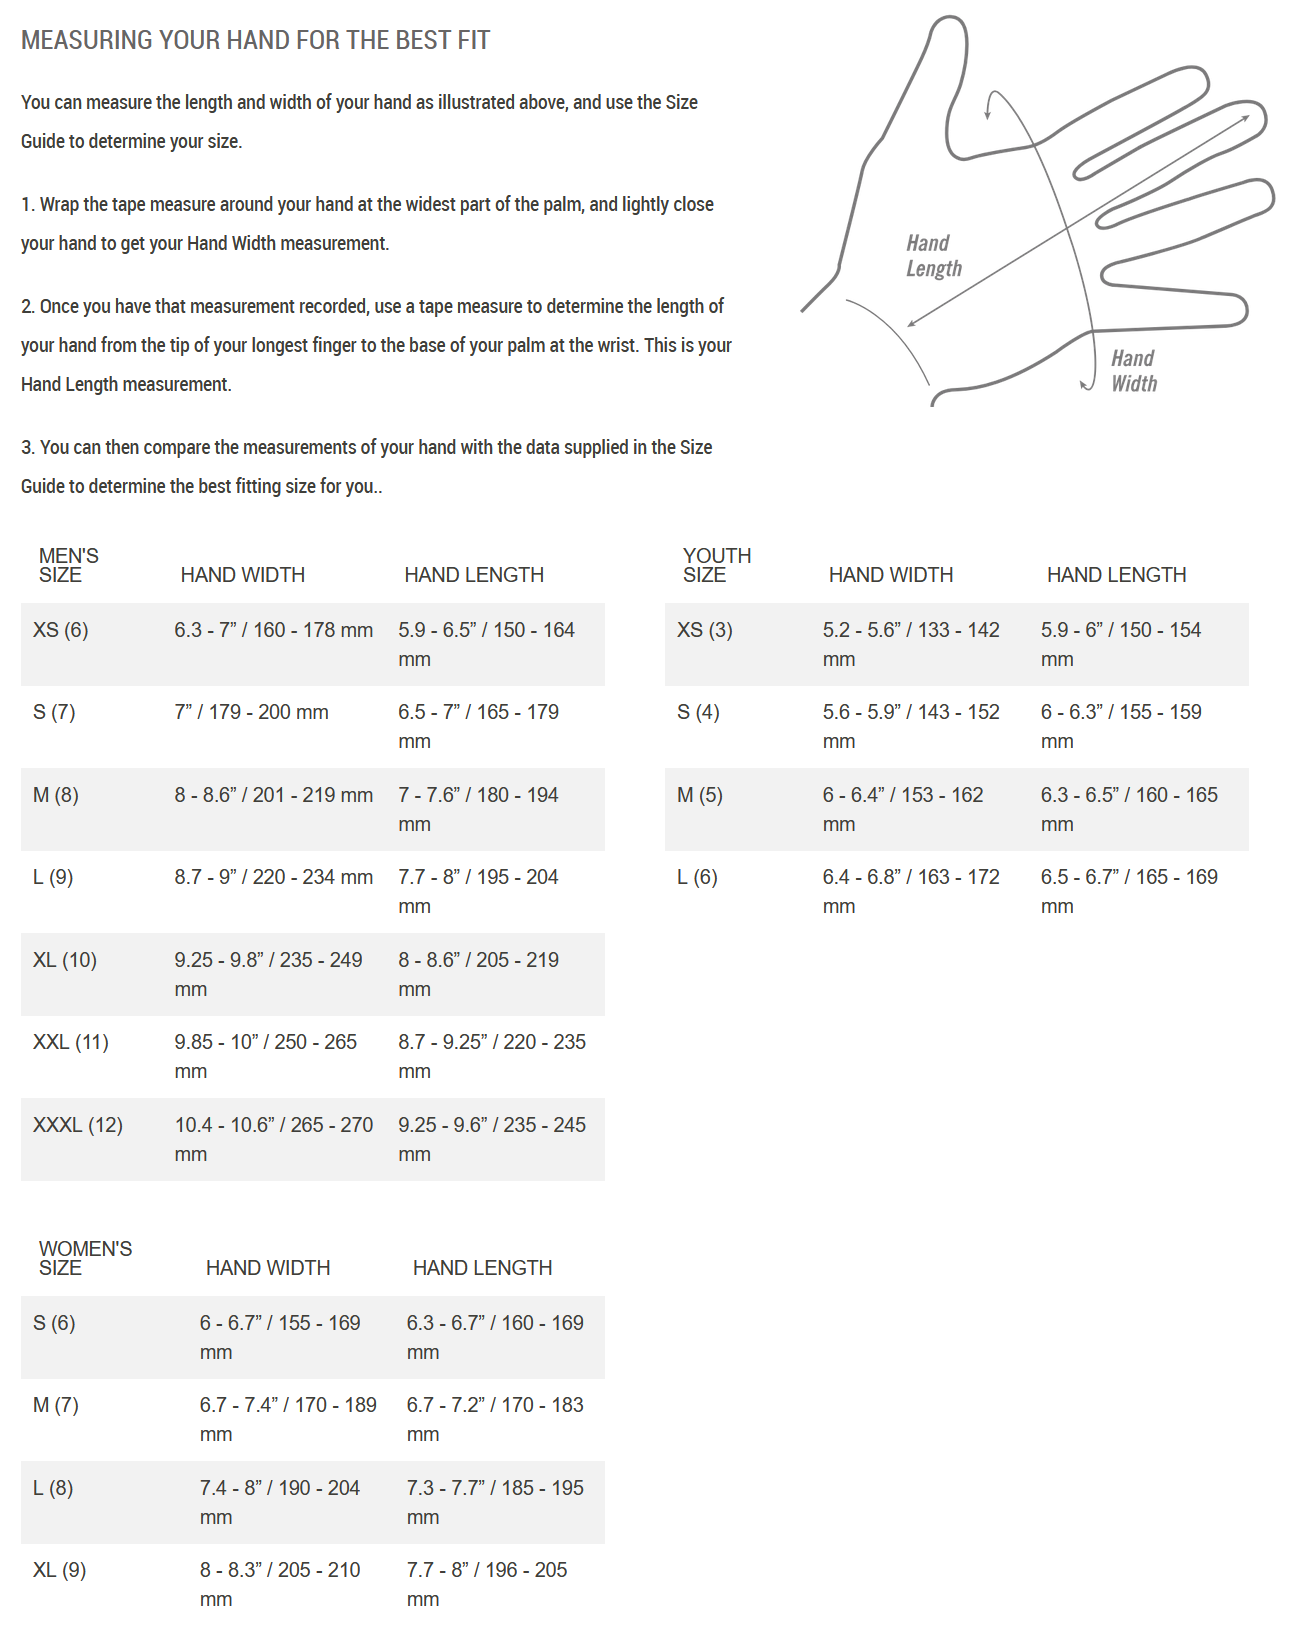 MEASURING YOUR HAND FOR THE BEST FIT
You can measure the length and width of your hand as illustrated above, and use the Size
Guide to determine your size.
1. Wrap the tape measure around your hand at the widest part of the palm, and lightly close
your hand to get your Hand Width measurement.
2. Once you have that measurement recorded, use a tape measure to determine the length of
your hand from the tip of your longest finger to the base of your palm at the wrist. This is your
Hand Length measurement.
3. You can then compare the measurements of your hand with the data supplied in the Size
Guide to determine the best fitting size for you..
Hand
Length
Hand
Width
MEN'S
SIZE HAND WIDTH HAND LENGTH
XS (6) 6.3 - 7” / 160 - 178 mm 5.9 - 6.5” / 150 - 164
mm
S (7) 7” / 179 - 200 mm 6.5 - 7” / 165 - 179
mm
M (8) 8 - 8.6” / 201 - 219 mm 7 - 7.6” / 180 - 194
mm
L (9) 8.7 - 9” / 220 - 234 mm 7.7 - 8” / 195 - 204
mm
XL (10) 9.25 - 9.8” / 235 - 249 8 - 8.6” / 205 - 219
mm mm
XXL (11) 9.85 - 10” / 250 - 265 8.7 - 9.25” / 220 - 235
mm mm
XXXL (12) 10.4 - 10.6” / 265 - 270 9.25 - 9.6” / 235 - 245
mm mm
YOUTH
SIZE HAND WIDTH HAND LENGTH
XS (3) 5.2 - 5.6” / 133 - 142 5.9 - 6” / 150 - 154
mm mm
S (4) 5.6 - 5.9” / 143 - 152 6 - 6.3” / 155 - 159
mm mm
M (5) 6 - 6.4” / 153 - 162 6.3 - 6.5” / 160 - 165
mm mm
L (6) 6.4 - 6.8” / 163 - 172 6.5 - 6.7” / 165 - 169
mm mm
WOMEN'S
SIZE HAND WIDTH HAND LENGTH
S (6) 6 - 6.7” / 155 - 169 6.3 - 6.7” / 160 - 169
mm mm
M (7) 6.7 - 7.4” / 170 - 189 6.7 - 7.2” / 170 - 183
mm mm
L (8) 7.4 - 8” / 190 - 204 7.3 - 7.7” / 185 - 195
mm mm
XL (9) 8 - 8.3” / 205 - 210 7.7 - 8” / 196 - 205
mm mm